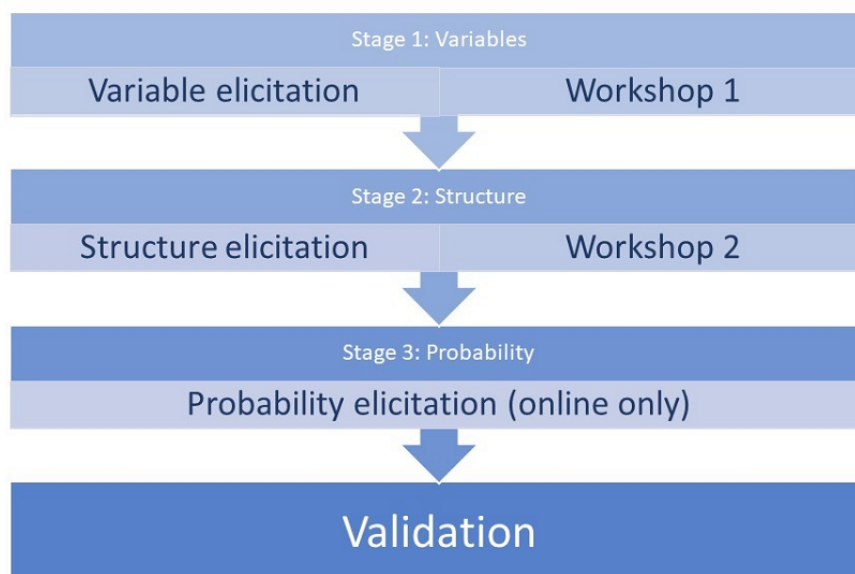 Stage 1: Variables
Variable elicitation
Workshop 1
Stage 2: Structure
Structure elicitation
Workshop 2
Stage 3: Probability
Probability elicitation (online only)
Validation